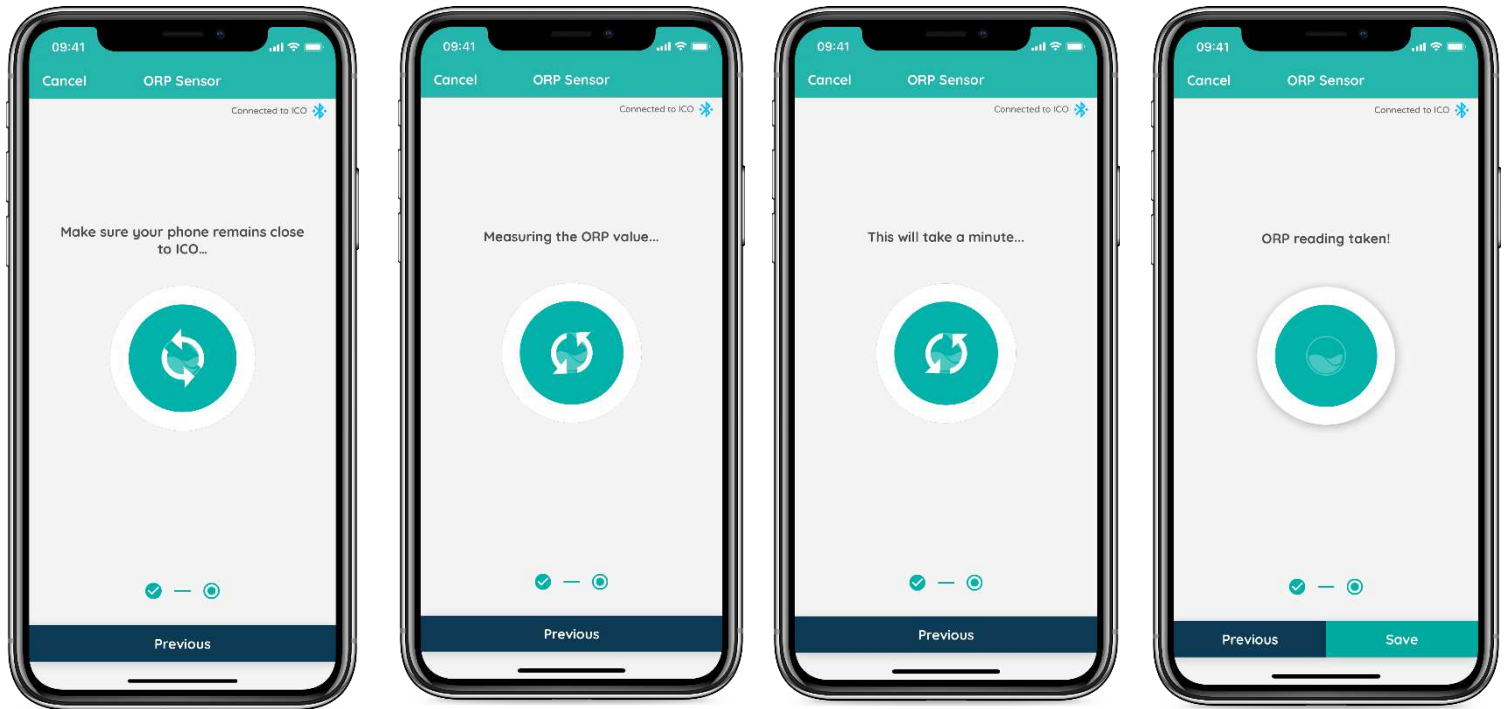 09:41
Cancel ORP Sensor
Connected to ICO
Make sure your phone remains close
to ICO...
Previous
09:41
Cancel ORP Sensor
Connected to ICO
Measuring the ORP value...
Previous
09:41
Cancel ORP Sensor
Connected to ICO
This will take a minute...
Previous
09:41
Cancel ORP Sensor
Connected to ICO
ORP reading taken!
Previous Save